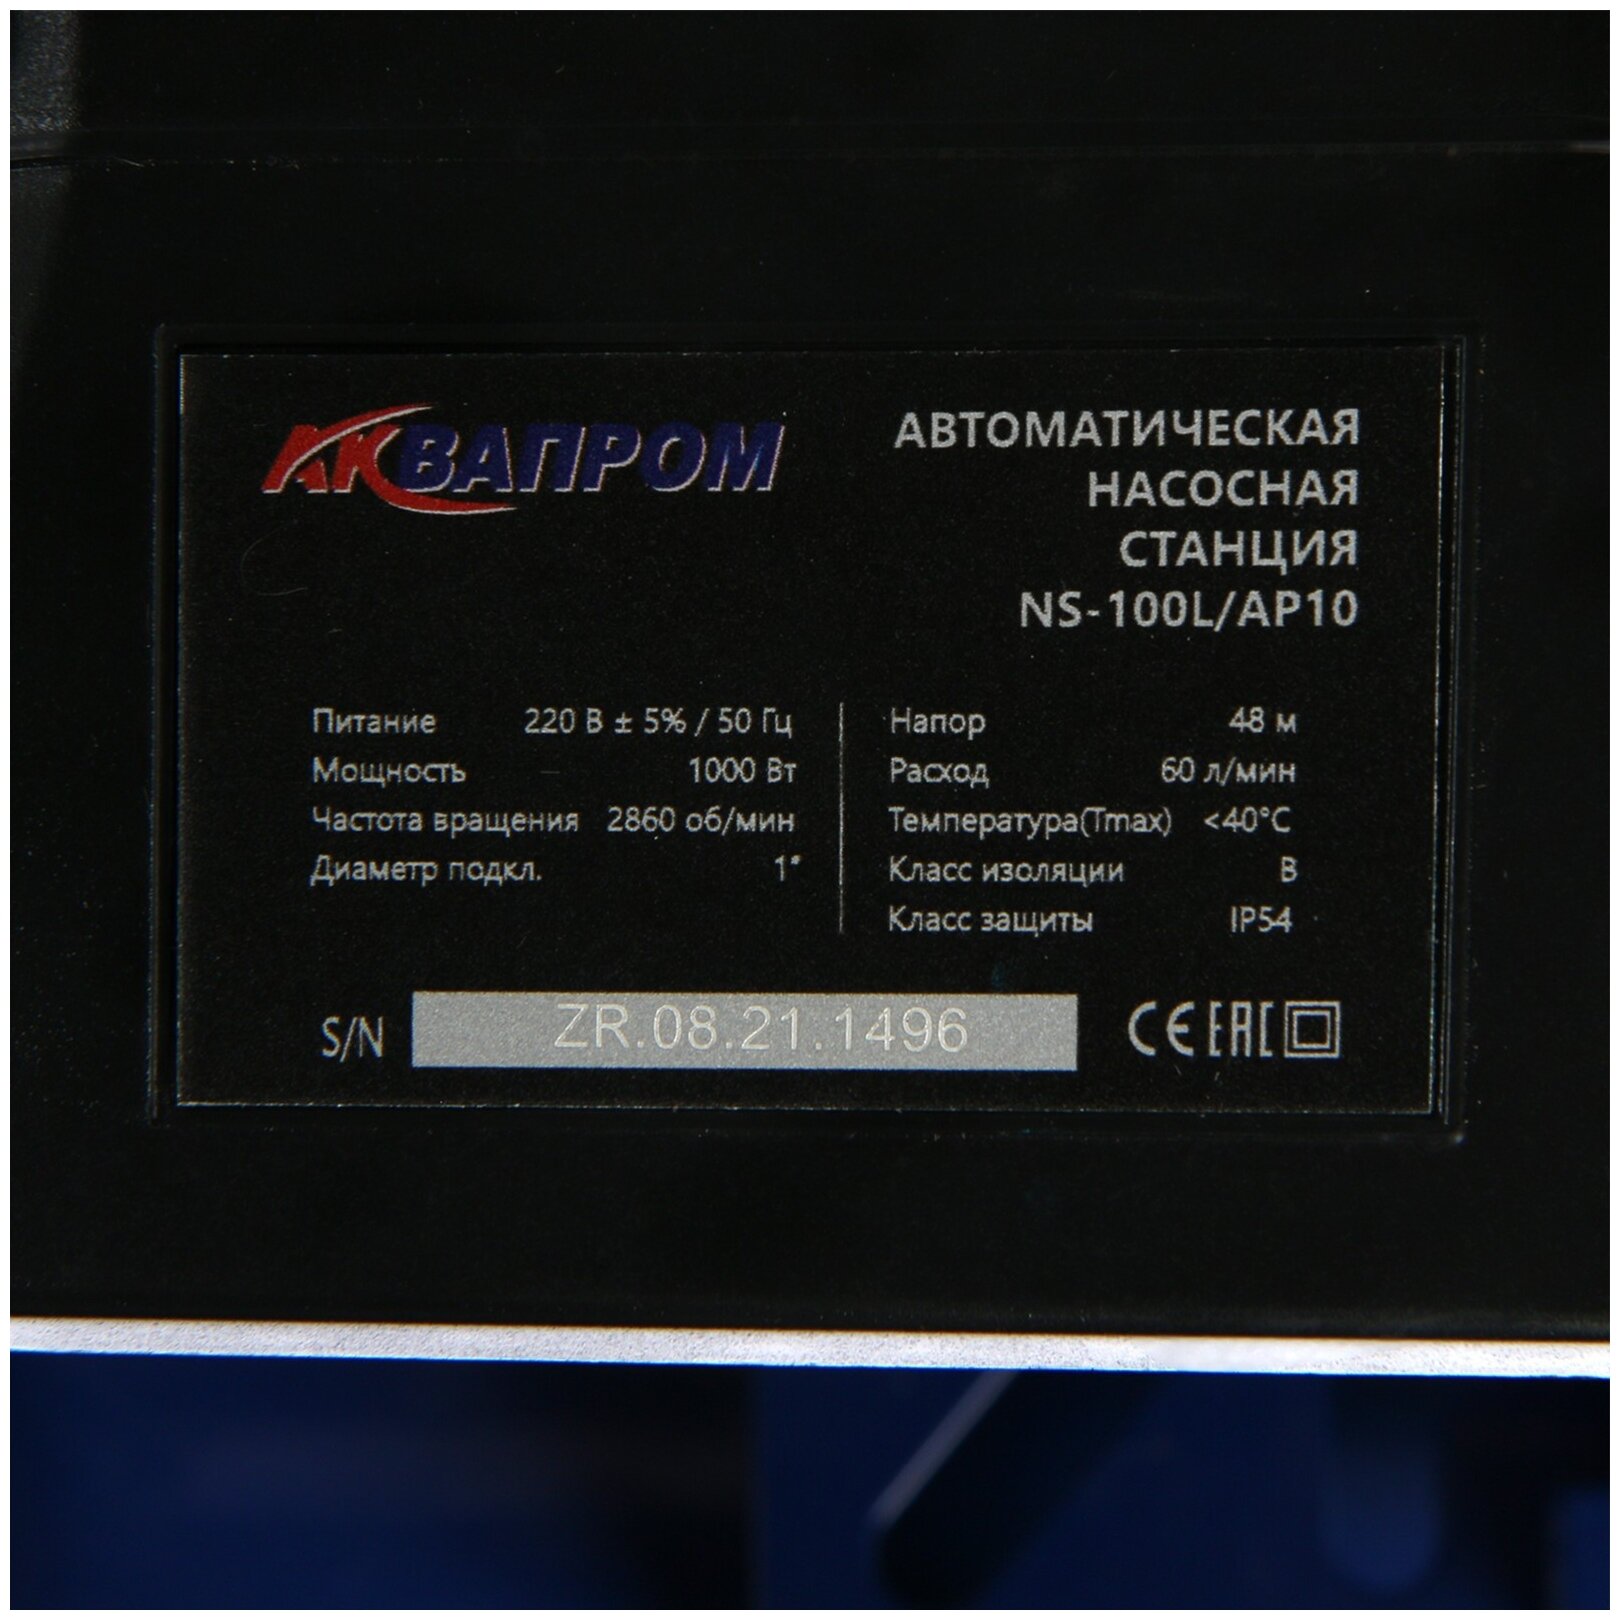 АКВАПРОМ
АВТОМАТИЧЕСКАЯ
НАСОСНАЯ
СТАНЦИЯ
NS-100L/AP10
Питание 220 В ± 5% / 50 Гц
Мощность 1000 Вт
Частота вращения 2860 об/мин
Диаметр подкл. 1"
Напор 48 м
Расход 60 л/мин
Температура(Tmax) <40°C
Класс изоляции В
Класс защиты IP54
S/N ZR.08.21.1496
CE EAC